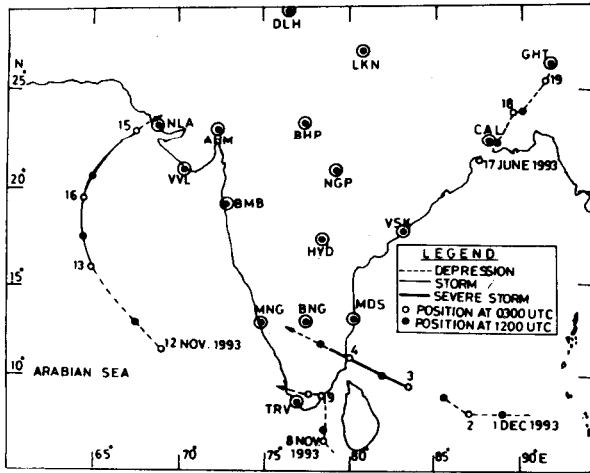 DLH
LKN
GHT
N
25°
19
18
15
NLA
AHM
BHP
CAL
17 JUNE 1993
VVL
NGP
20°
16
BMB
VSK
HYD
LEGEND
DEPRESSION
STORM
SEVERE STORM
POSITION AT 0300 UTC
POSITION AT 1200 UTC
15°
13
MNG
BNG
MDS
12 NOV. 1993
4
10°
ARABIAN SEA
3
TRV
9
2
1 DEC 1993
8 NOV.
1993
65°
70°
75°
80°
85°
90°E